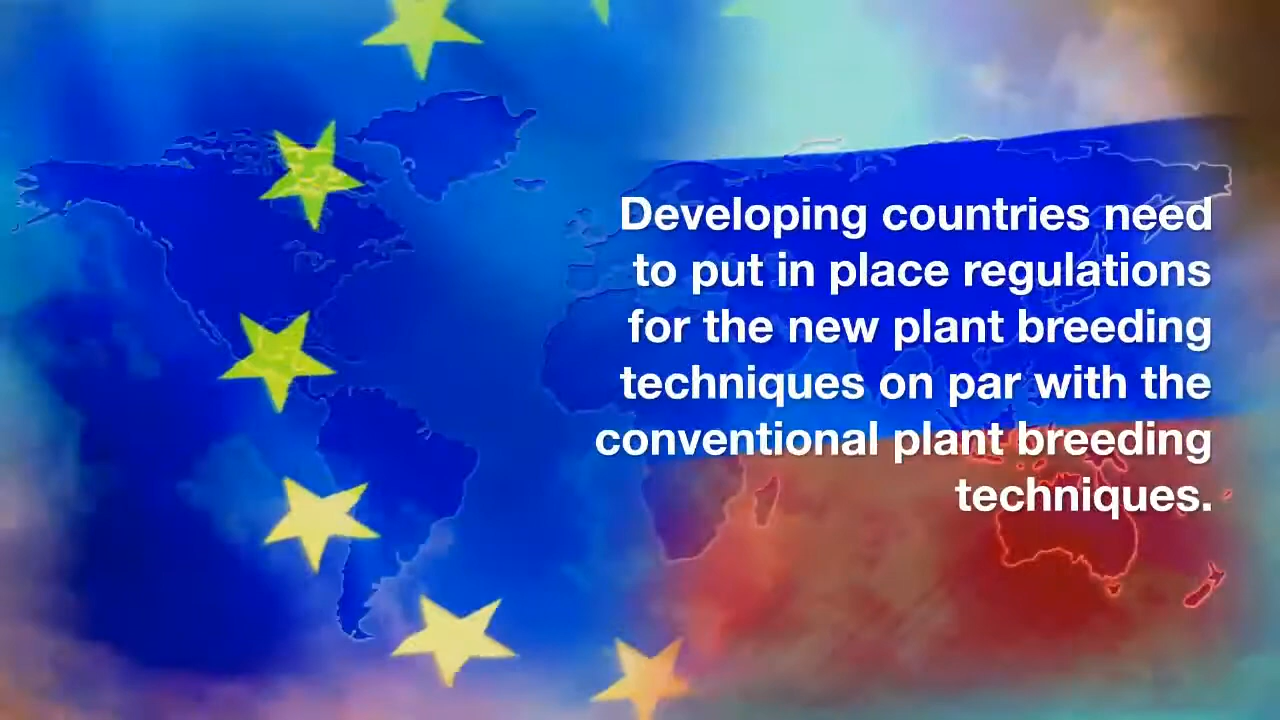 Developing countries need
to put in place regulations
for the new plant breeding
techniques on par with the
conventional plant breeding
techniques.